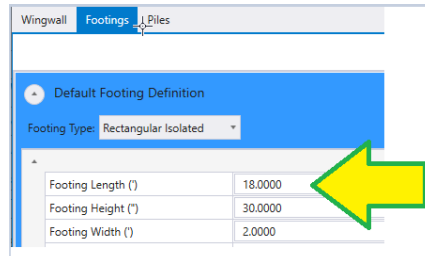 Wingwall Footings Piles
Default Footing Definition
Footing Type: Rectangular Isolated
Footing Length (') 18.0000
Footing Height (") 30.0000
Footing Width (') 2.0000